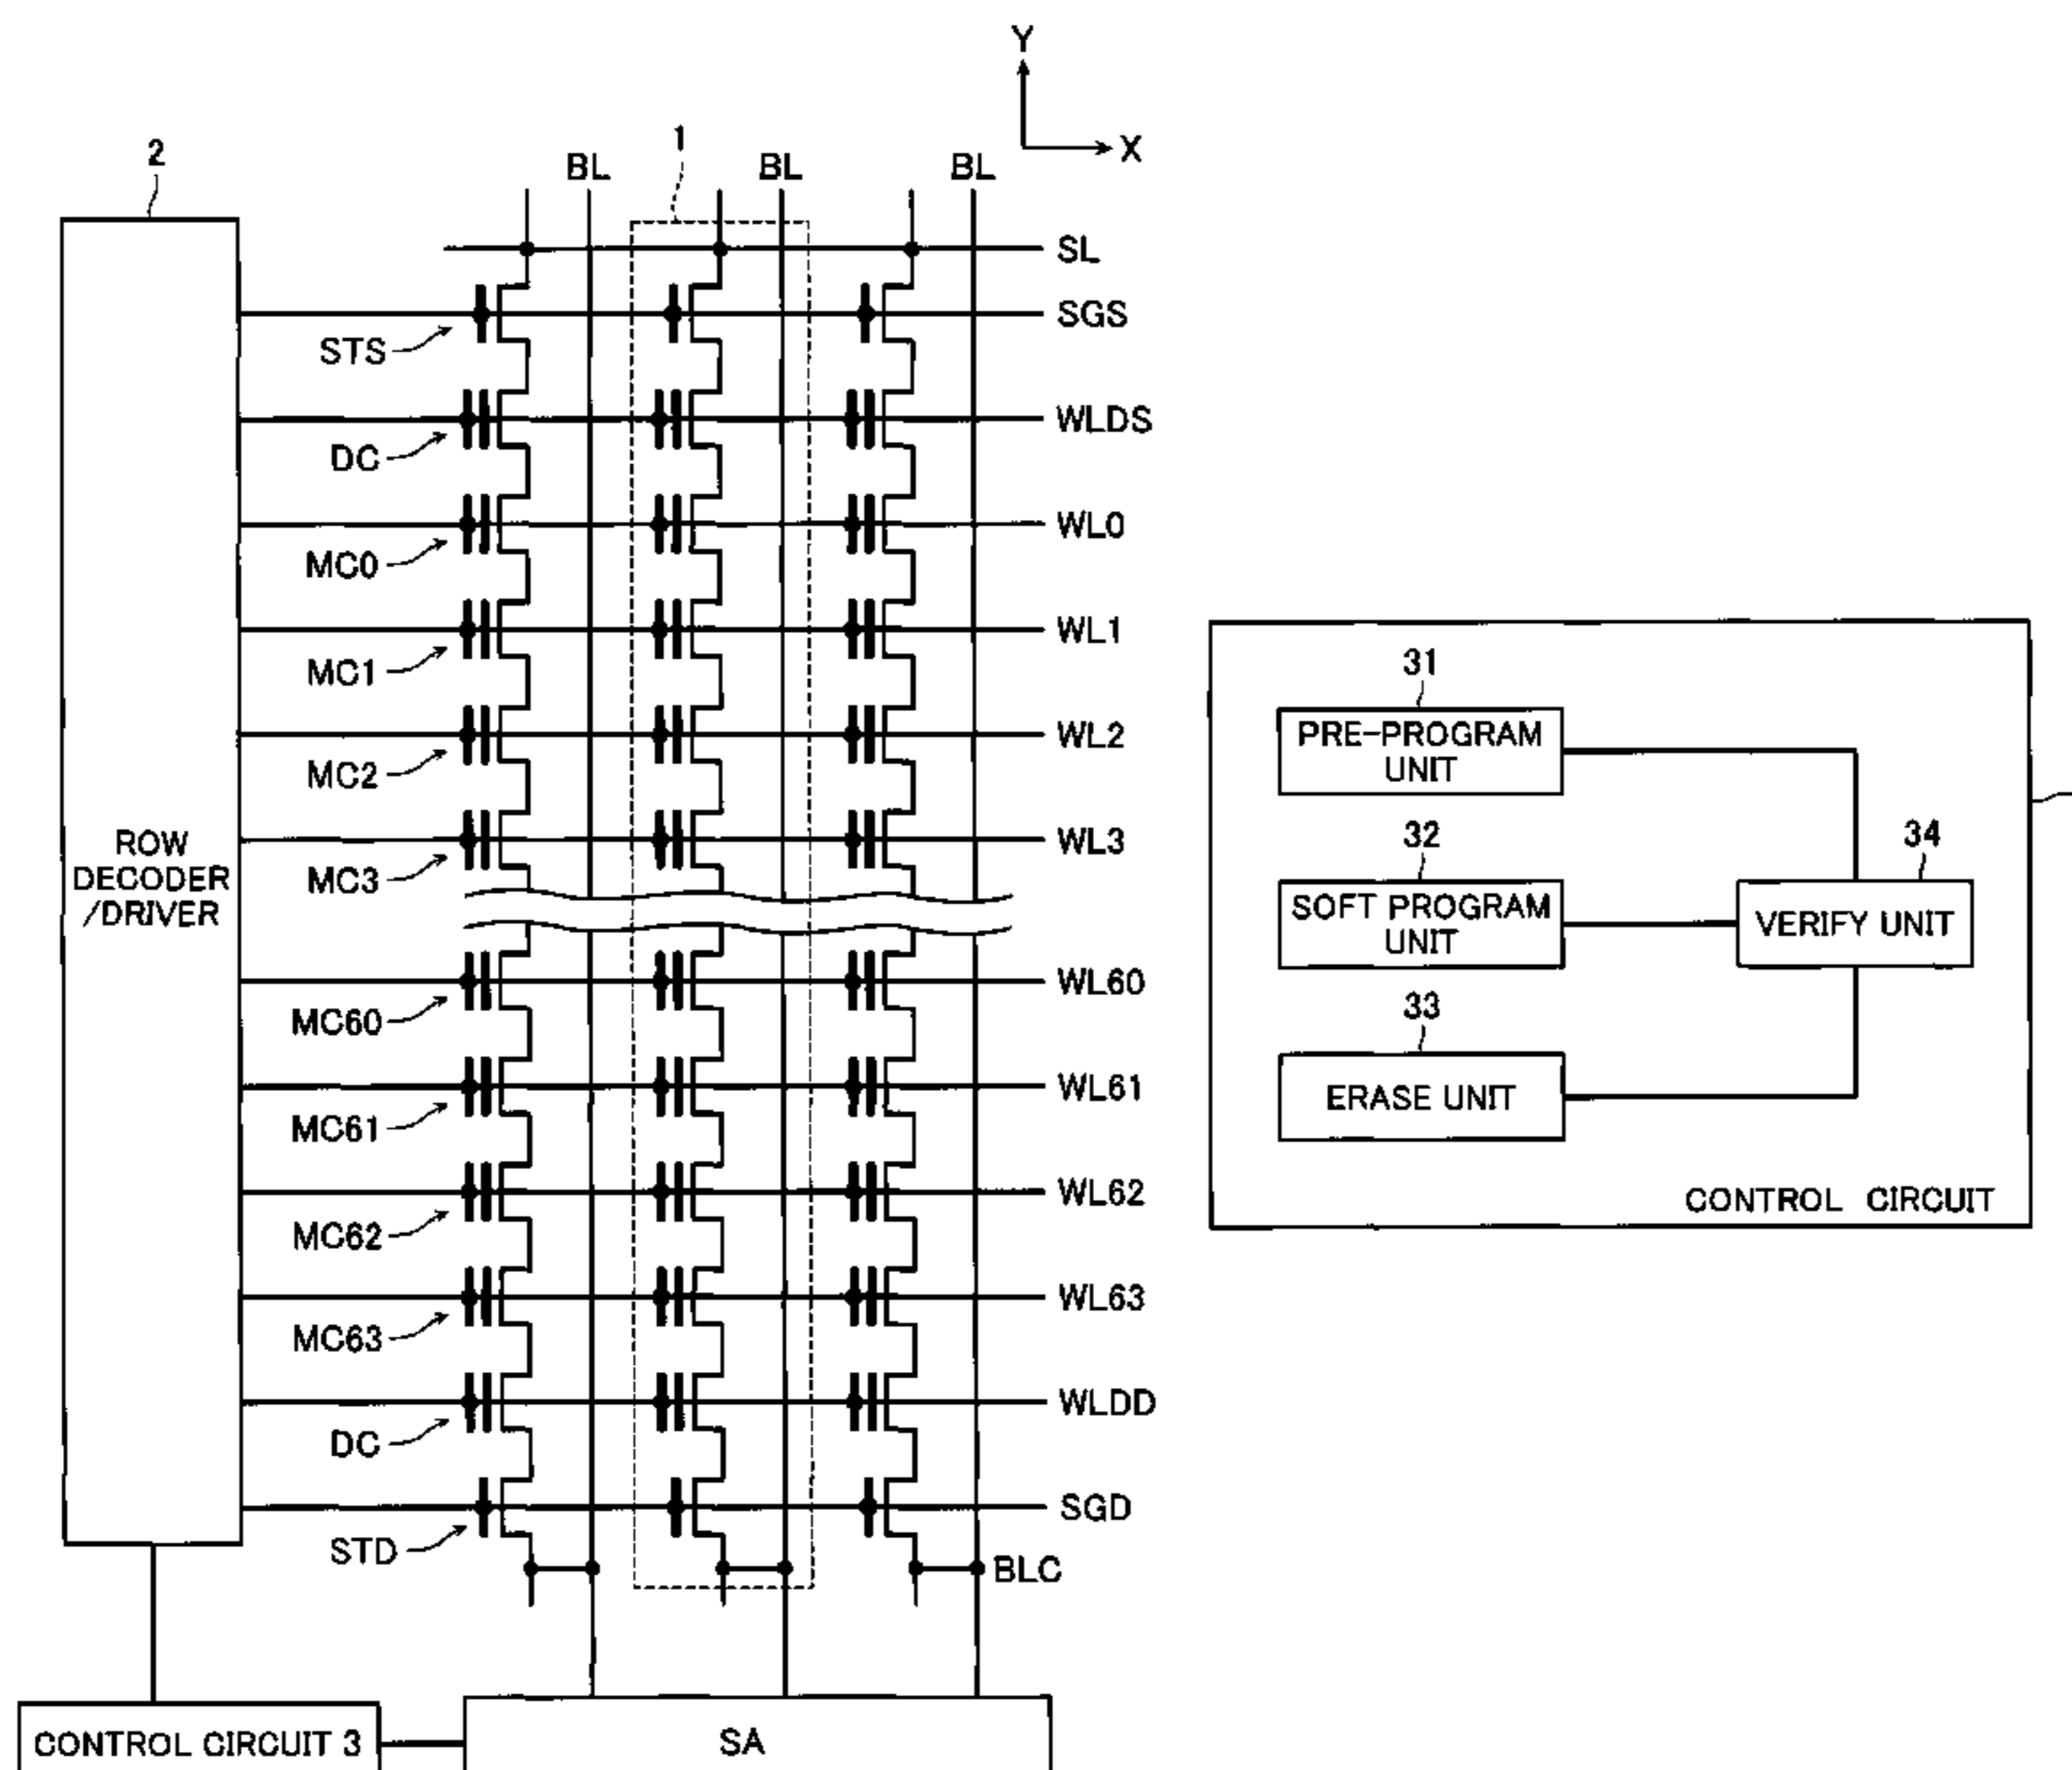 Y
X
2
1
BL
BL
BL
SL
SGS
STS
WLDS
DC
WL0
MC0
WL1
MC1
WL2
MC2
WL3
MC3
ROW
DECODER
/DRIVER
WL60
MC60
WL61
MC61
WL62
MC62
WL63
MC63
WLDD
DC
SGD
STD
BLC
CONTROL CIRCUIT 3
SA
31
PRE-PROGRAM
UNIT
32
SOFT PROGRAM
UNIT
33
ERASE UNIT
34
VERIFY UNIT
CONTROL CIRCUIT